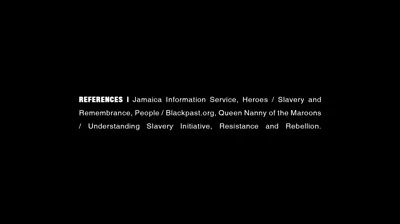 REFERENCES | Jamaica Information Service, Heroes / Slavery and
Remembrance, People / Blackpast.org, Queen Nanny of the Maroons
/ Understanding Slavery Initiative, Resistance and Rebellion.